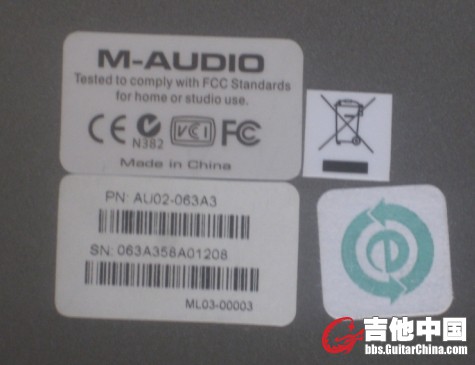 M-AUDIO
Tested to comply with FCC Standards
for home or studio use.
CE N382 VCI FC
Made in China
PN: AU02-063A3
SN: 063A358A01208
ML03-00003
e
吉他中国
bbs.GuitarChina.com